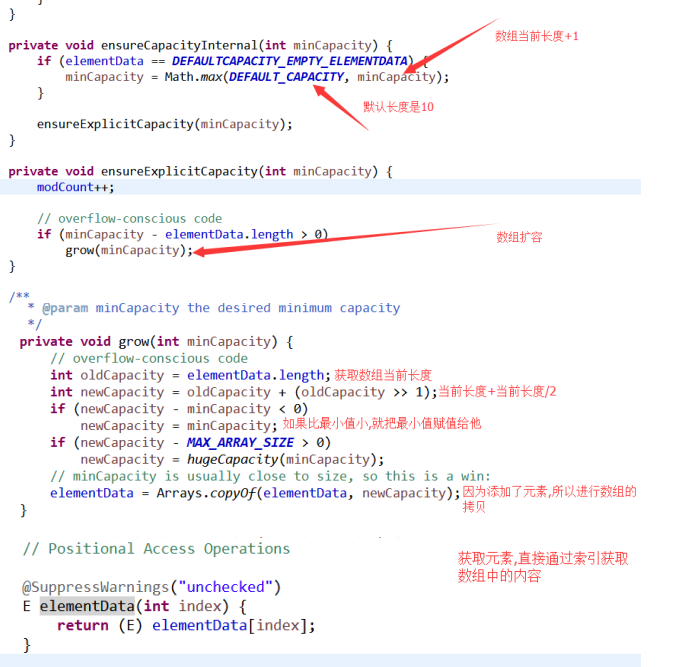 }
private void ensureCapacityInternal(int minCapacity) {
数组当前长度+1
if (elementData == DEFAULTCAPACITY_EMPTY_ELEMENTDATA) {
minCapacity = Math.max(DEFAULT_CAPACITY, minCapacity);
}
默认长度是10
ensureExplicitCapacity(minCapacity);
}
private void ensureExplicitCapacity(int minCapacity) {
modCount++;
// overflow-conscious code
if (minCapacity - elementData.length > 0)
数组扩容
grow(minCapacity);
}
/**
* @param minCapacity the desired minimum capacity
*/
private void grow(int minCapacity) {
// overflow-conscious code
int oldCapacity = elementData.length; 获取数组当前长度
int newCapacity = oldCapacity + (oldCapacity >> 1);当前长度+当前长度/2
if (newCapacity - minCapacity < 0)
newCapacity = minCapacity; 如果比最小值小,就把最小值赋值给他
if (newCapacity - MAX_ARRAY_SIZE > 0)
newCapacity = hugeCapacity(minCapacity);
// minCapacity is usually close to size, so this is a win:
elementData = Arrays.copyOf(elementData, newCapacity);因为添加了元素,所以进行数组的
拷贝
}
// Positional Access Operations
获取元素,直接通过索引获取
数组中的内容
@SuppressWarnings("unchecked")
E elementData(int index) {
return (E) elementData[index];
}